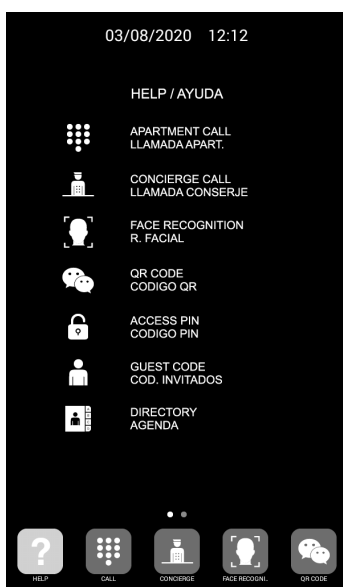 03/08/2020 12:12
HELP / AYUDA
APARTMENT CALL
LLAMADA APART.
CONCIERGE CALL
LLAMADA CONSERJE
FACE RECOGNITION
R. FACIAL
QR CODE
CODIGO QR
ACCESS PIN
CODIGO PIN
GUEST CODE
COD. INVITADOS
DIRECTORY
AGENDA
?
HELP CALL CONCIERGE FACE RECOGNI.. QR CODE